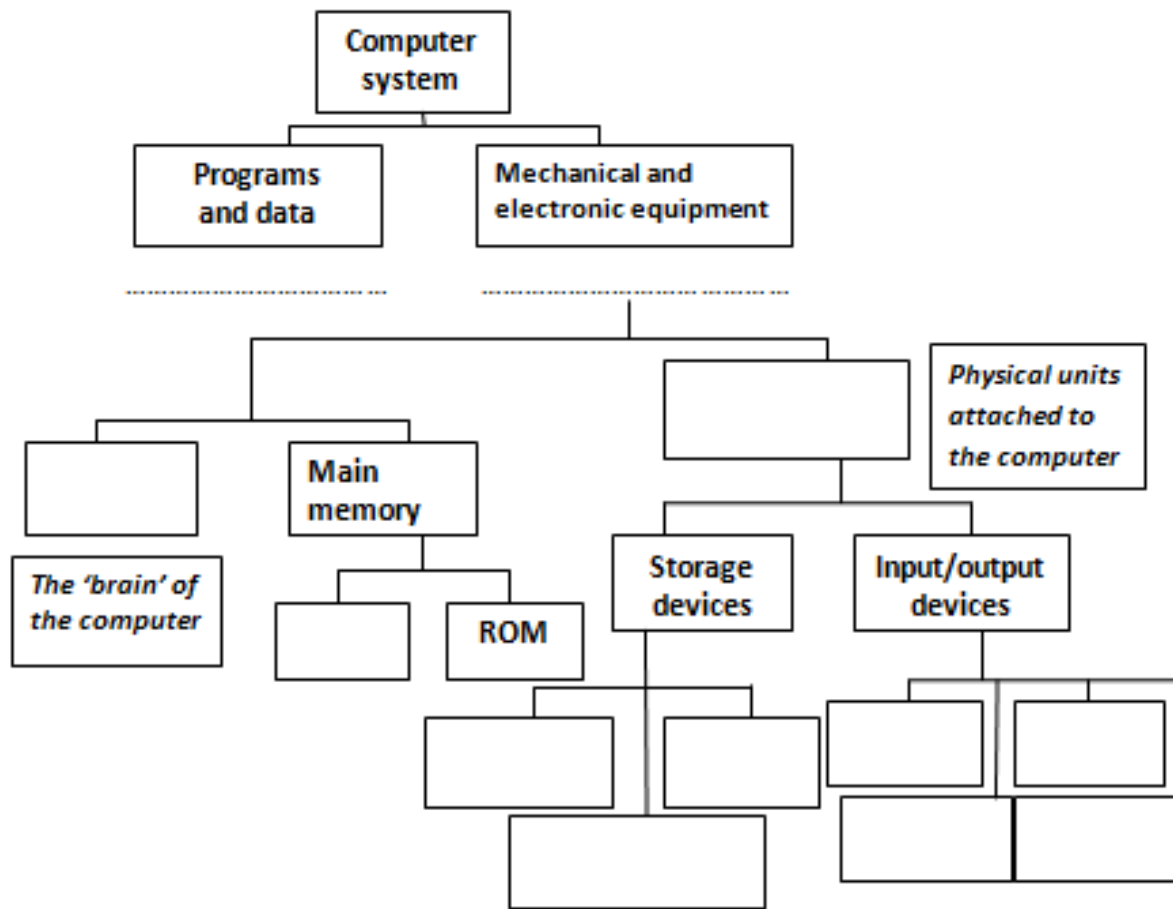 Computer
system
Programs
and data
Mechanical and
electronic equipment
Physical units
attached to
the computer
Main
memory
The ‘brain’ of
the computer
ROM
Storage
devices
Input/output
devices